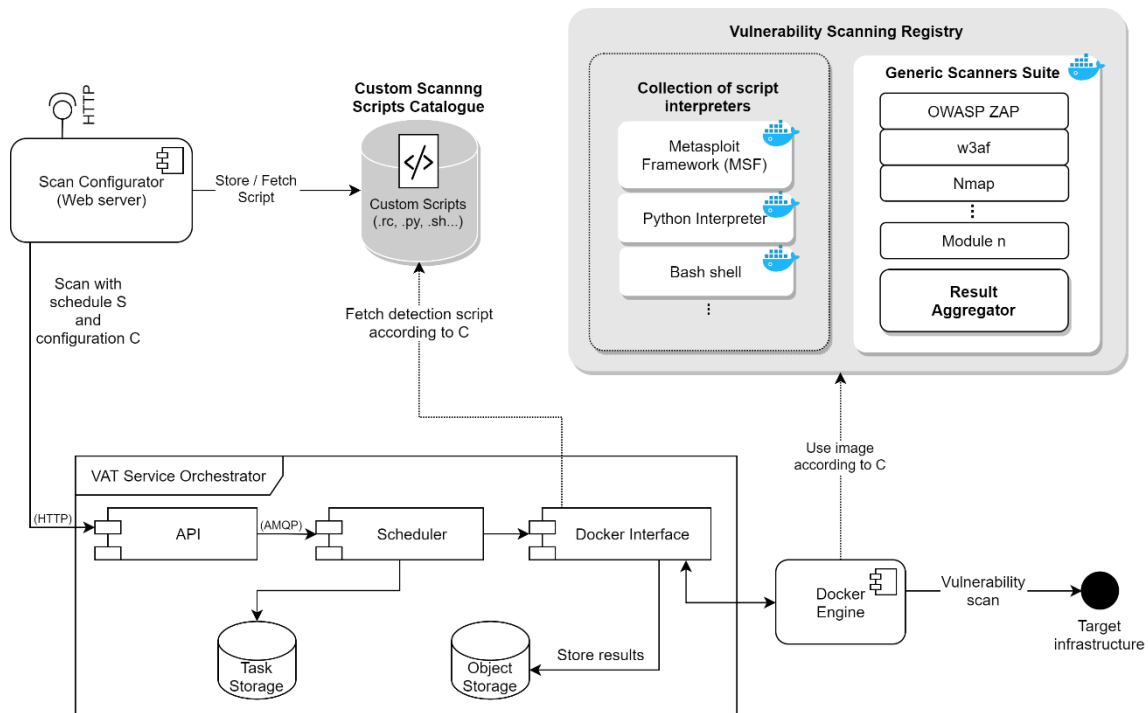 Vulnerability Scanning Registry
Collection of script
interpreters
Metasploit
Framework (MSF)
Python Interpreter
Bash shell
Generic Scanners Suite
OWASP ZAP
w3af
Nmap
Module n
Result
Aggregator
HTTP
Scan Configurator
(Web server)
Store / Fetch
Script
Custom Scannng
Scripts Catalogue
</>
Custom Scripts
(.rc, .py, .sh...)
Scan with
schedule S
and
configuration C
Fetch detection script
according to C
Use image
according to C
VAT Service Orchestrator
(HTTP)
API
(AMQP)
Scheduler
Docker Interface
Task
Storage
Object
Storage
Store results
Docker
Engine
Vulnerability
scan
Target
infrastructure